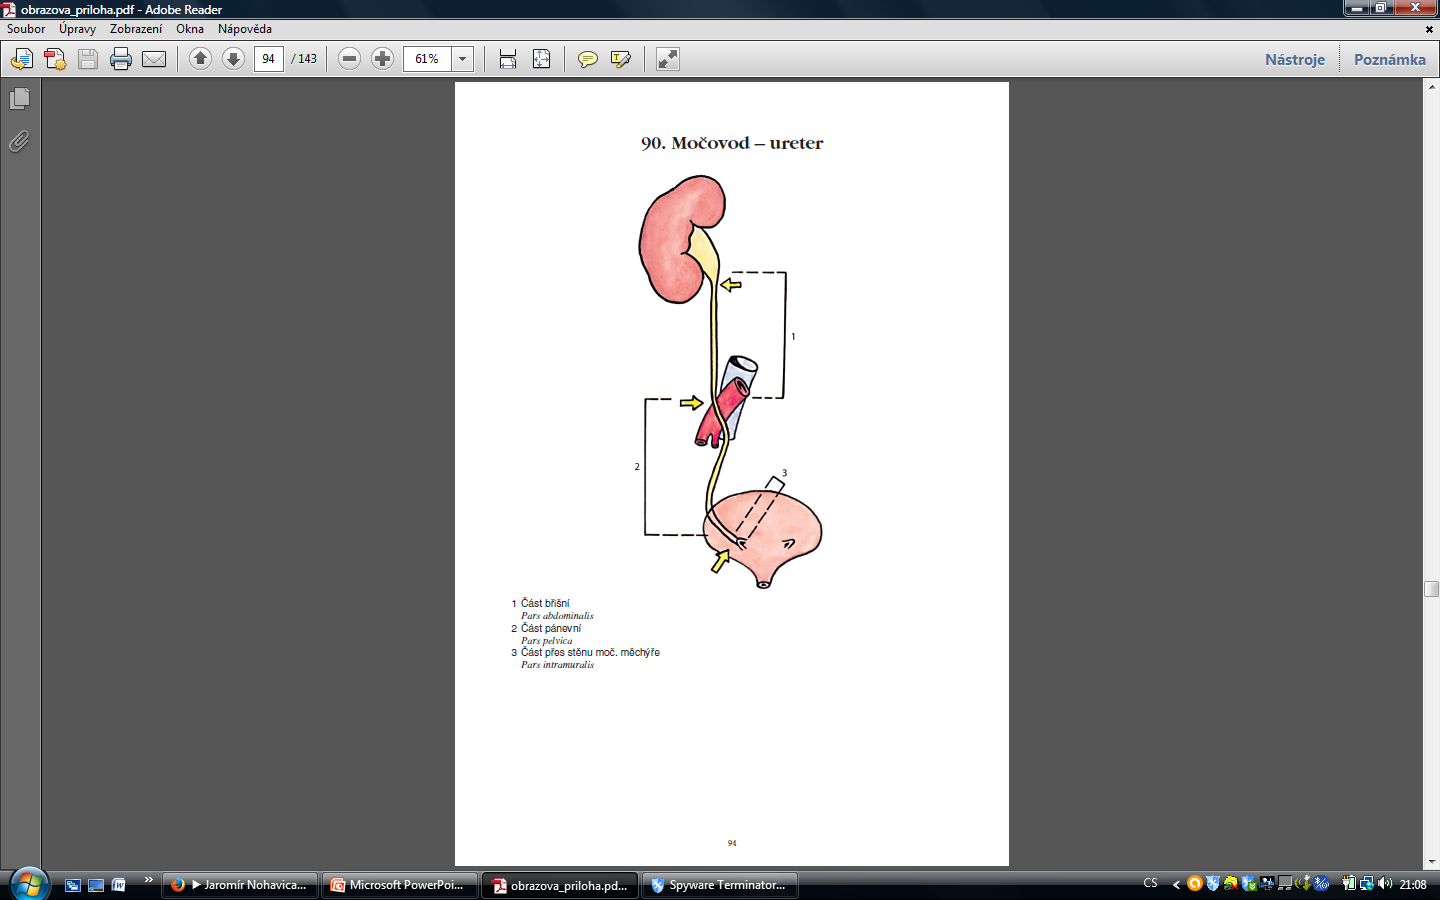 obrazova_priloha.pdf - Adobe Reader
Soubor Úpravy Zobrazení Okna Nápověda
94 / 143 61% Nástroje Poznámka
90. Močovod – ureter
1
2
3
1 Část břišní
Pars abdominalis
2 Část pánevní
Pars pelvica
3 Část přes stěnu moč. měchýře
Pars intramuralis
94
» Jaromír Nohavica... Microsoft PowerPoi... obrazova_priloha.pd... Spyware Terminator... CS 21:08